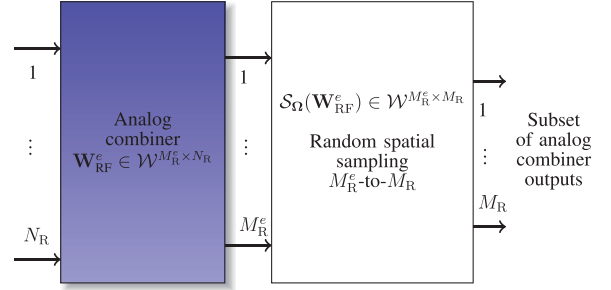 1
⋮
N_R
Analog
combiner
W^e_RF ∈ 𝒲^{M^e_R×N_R}
1
⋮
M^e_R
𝒮_Ω(W^e_RF) ∈ 𝒲^{M^e_R×M_R}
Random spatial
sampling
M^e_R-to-M_R
1
⋮
M_R
Subset
of analog
combiner
outputs